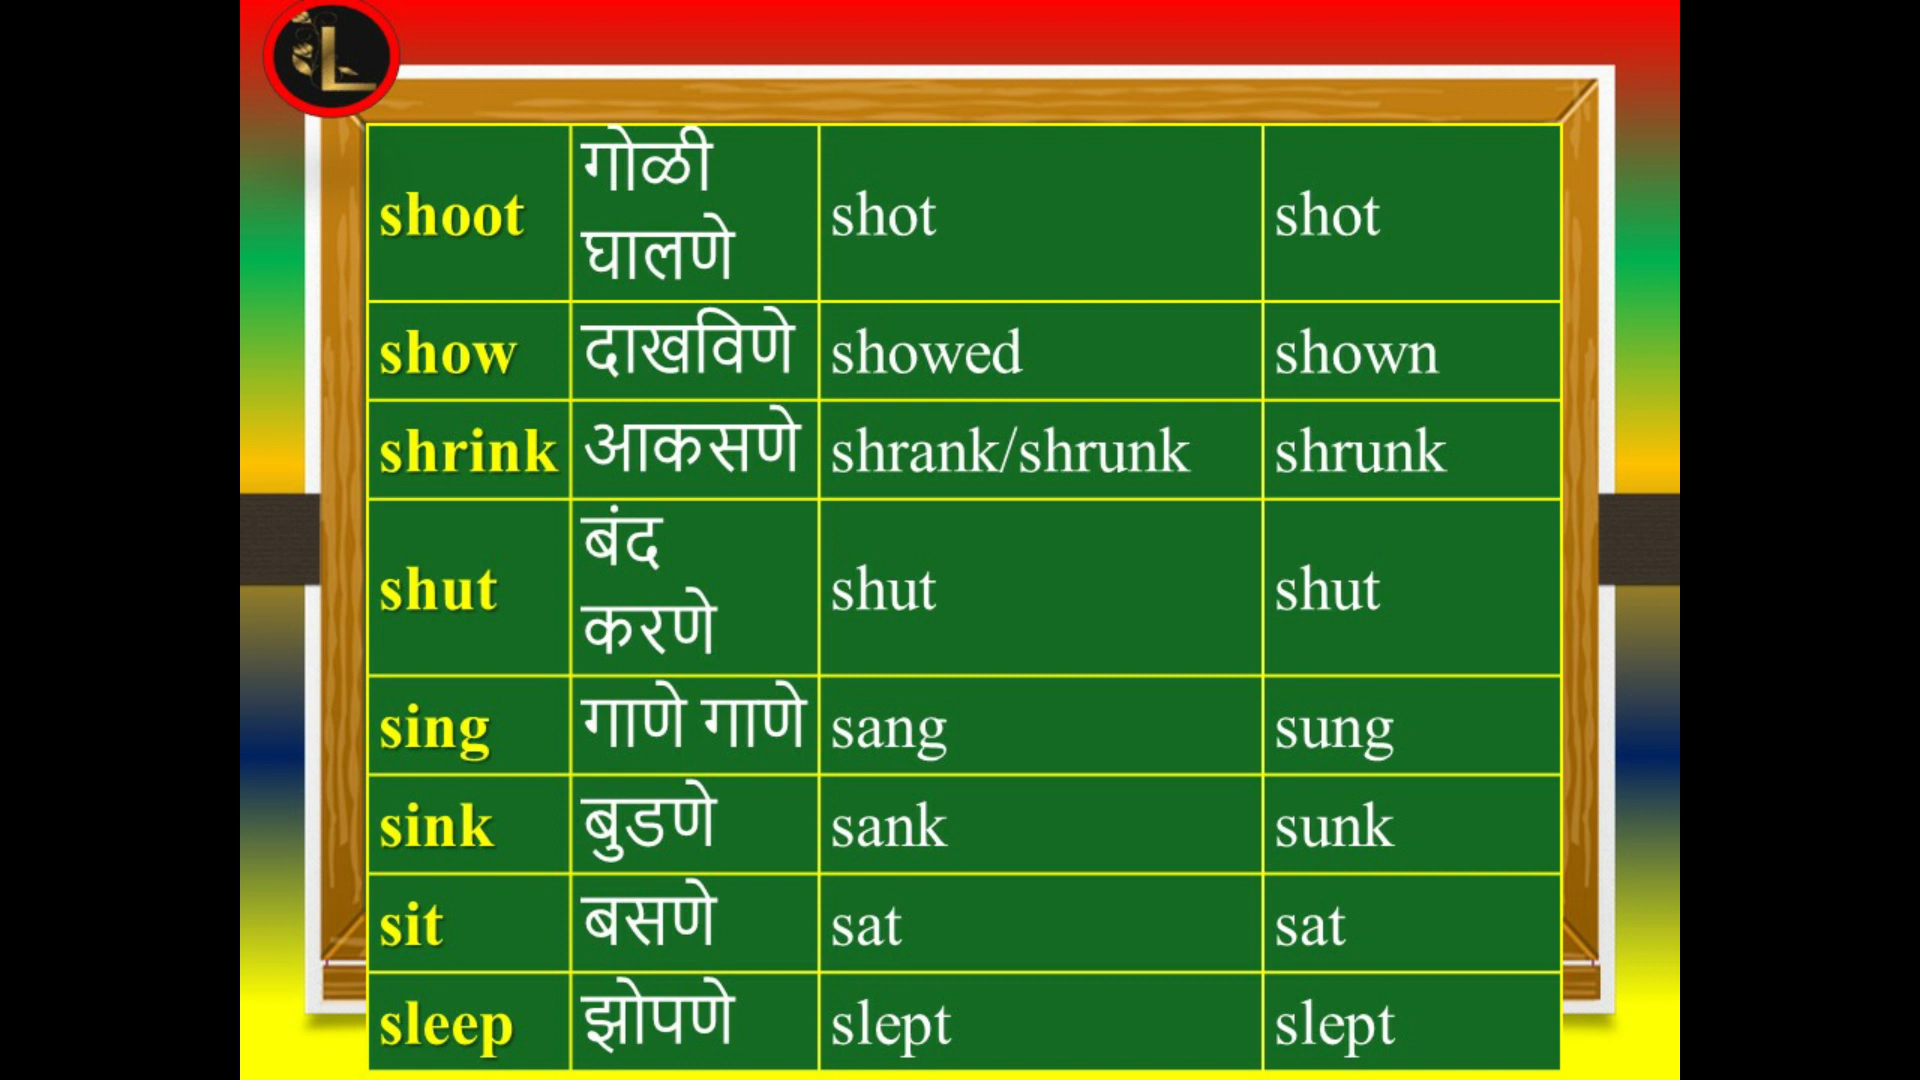 L
shoot गोळी घालणे shot shot
show दाखविणे showed shown
shrink आकसणे shrank/shrunk shrunk
shut बंद करणे shut shut
sing गाणे गाणे sang sung
sink बुडणे sank sunk
sit बसणे sat sat
sleep झोपणे slept slept